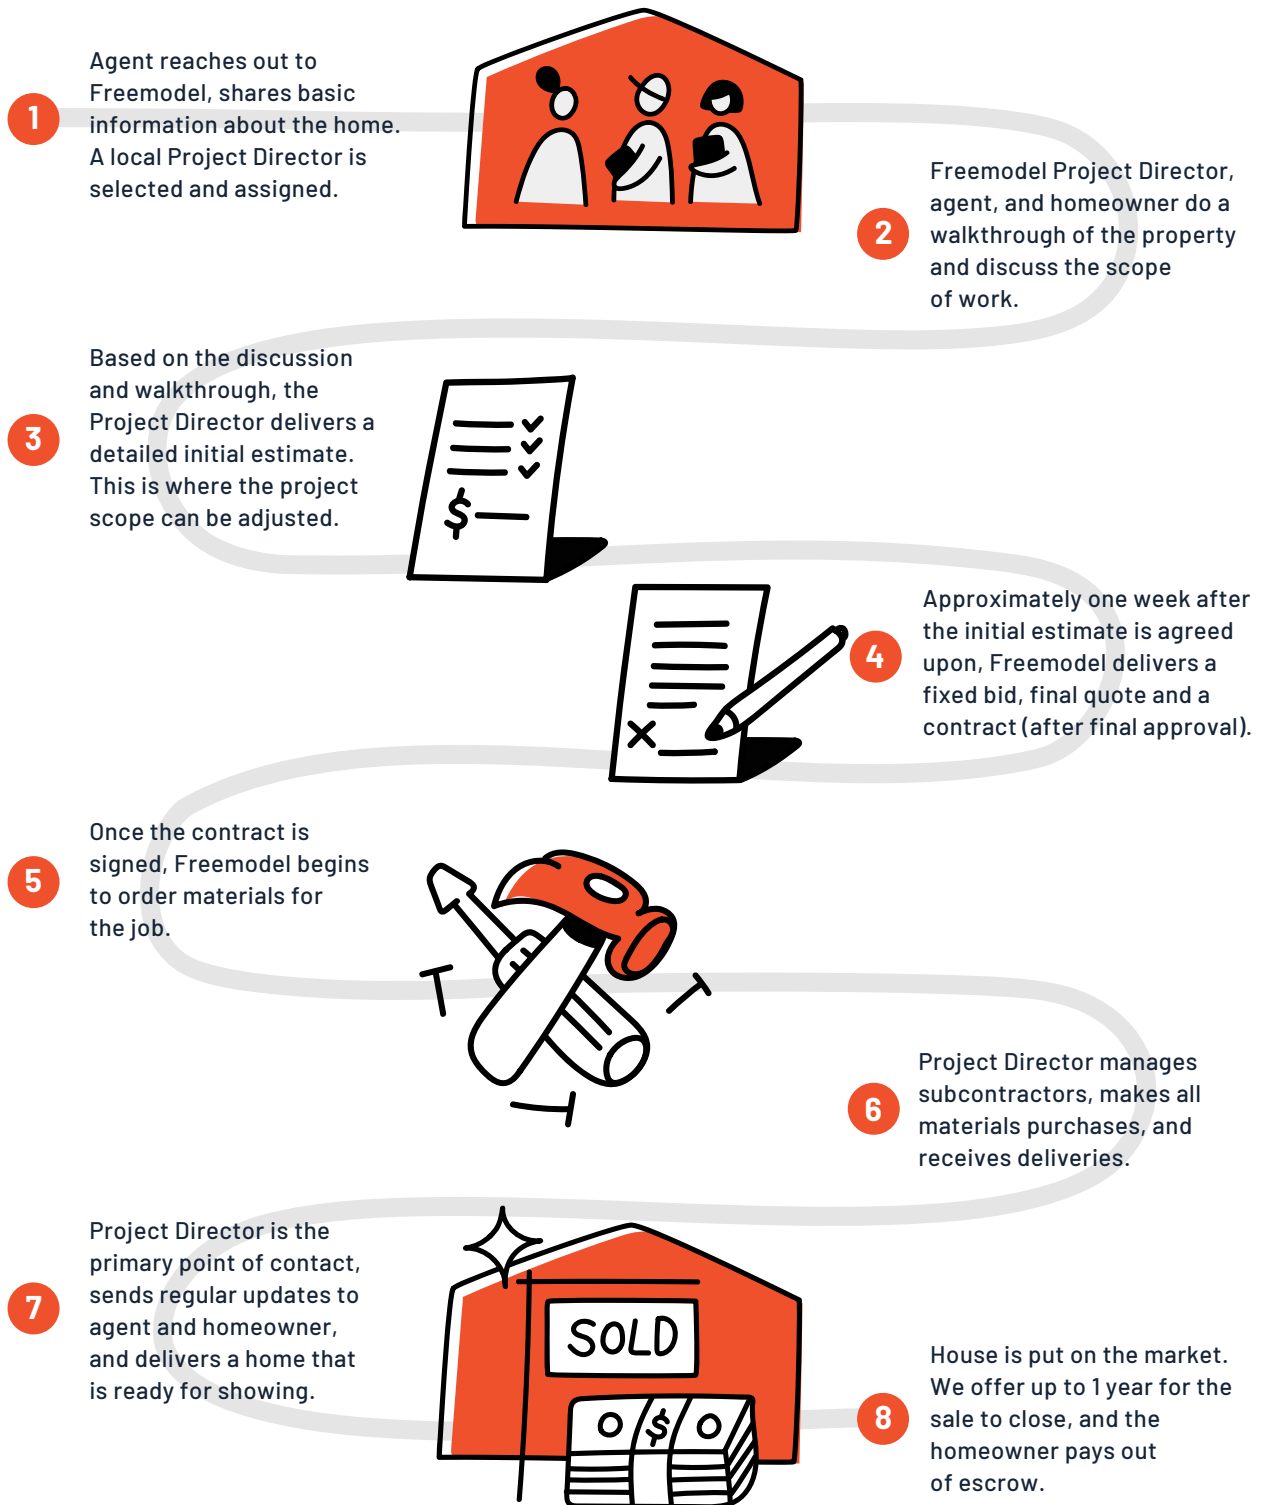 1
Agent reaches out to
Freemodel, shares basic
information about the home.
A local Project Director is
selected and assigned.
2
Freemodel Project Director,
agent, and homeowner do a
walkthrough of the property
and discuss the scope
of work.
3
Based on the discussion
and walkthrough, the
Project Director delivers a
detailed initial estimate.
This is where the project
scope can be adjusted.
$
4
Approximately one week after
the initial estimate is agreed
upon, Freemodel delivers a
fixed bid, final quote and a
contract (after final approval).
5
Once the contract is
signed, Freemodel begins
to order materials for
the job.
6
Project Director manages
subcontractors, makes all
materials purchases, and
receives deliveries.
7
Project Director is the
primary point of contact,
sends regular updates to
agent and homeowner,
and delivers a home that
is ready for showing.
SOLD
$
8
House is put on the market.
We offer up to 1 year for the
sale to close, and the
homeowner pays out
of escrow.